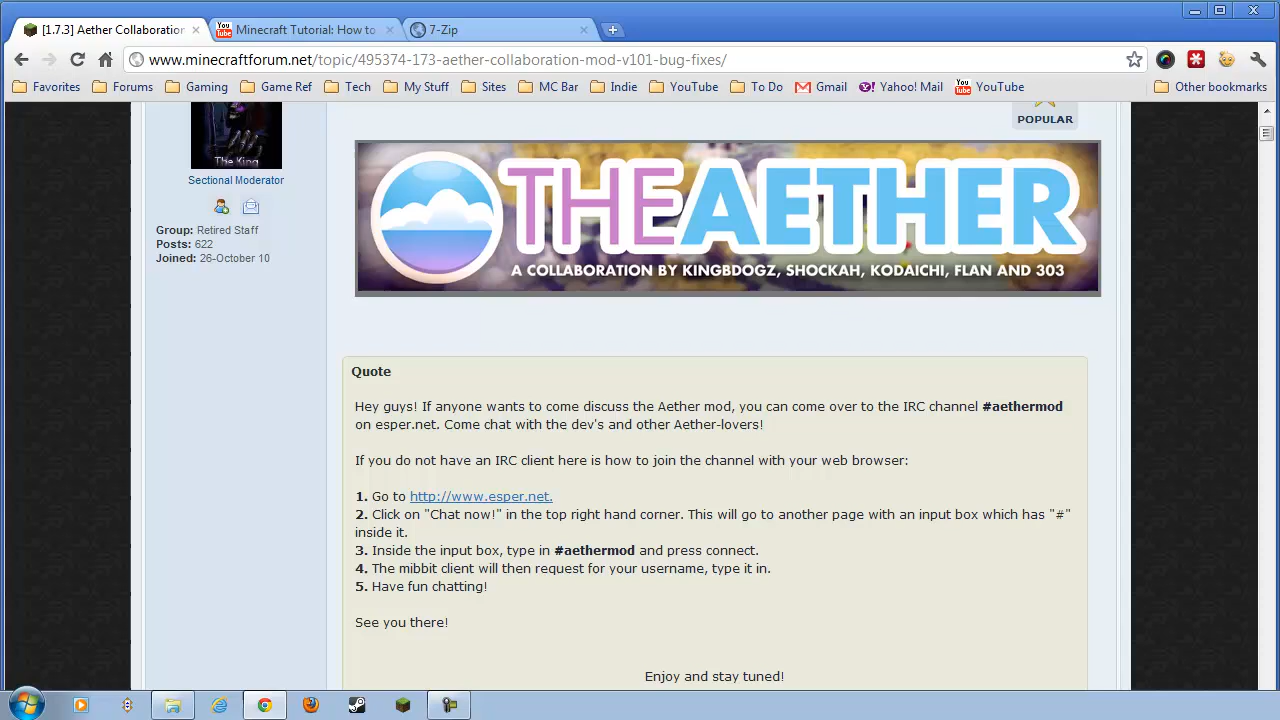 [1.7.3] Aether Collaboration
Minecraft Tutorial: How to
7-Zip
www.minecraftforum.net/topic/495374-173-aether-collaboration-mod-v101-bug-fixes/
Favorites Forums Gaming Game Ref Tech My Stuff Sites MC Bar Indie YouTube To Do Gmail Yahoo! Mail YouTube Other bookmarks
The King
Sectional Moderator
Group: Retired Staff
Posts: 622
Joined: 26-October 10
POPULAR
THE AETHER
A COLLABORATION BY KINGBDOGZ, SHOCKAH, KODAICHI, FLAN AND 303
Quote
Hey guys! If anyone wants to come discuss the Aether mod, you can come over to the IRC channel #aethermod
on esper.net. Come chat with the dev's and other Aether-lovers!
If you do not have an IRC client here is how to join the channel with your web browser:
1. Go to http://www.esper.net.
2. Click on "Chat now!" in the top right hand corner. This will go to another page with an input box which has "#"
inside it.
3. Inside the input box, type in #aethermod and press connect.
4. The mibbit client will then request for your username, type it in.
5. Have fun chatting!
See you there!
Enjoy and stay tuned!